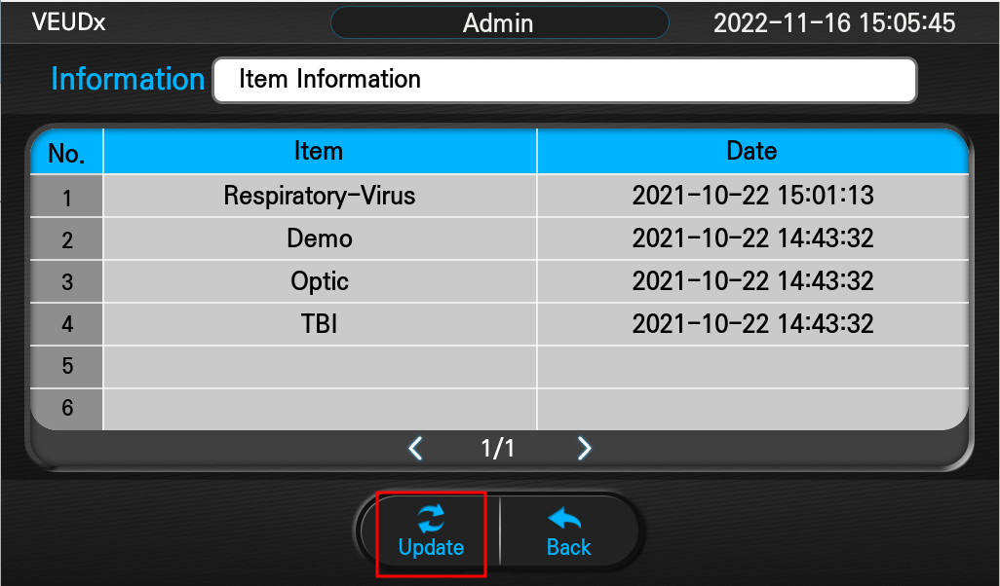 VEUDx Admin 2022-11-16 15:05:45
Information Item Information
No. Item Date
1 Respiratory-Virus 2021-10-22 15:01:13
2 Demo 2021-10-22 14:43:32
3 Optic 2021-10-22 14:43:32
4 TBI 2021-10-22 14:43:32
5
6
< 1/1 >
Update Back